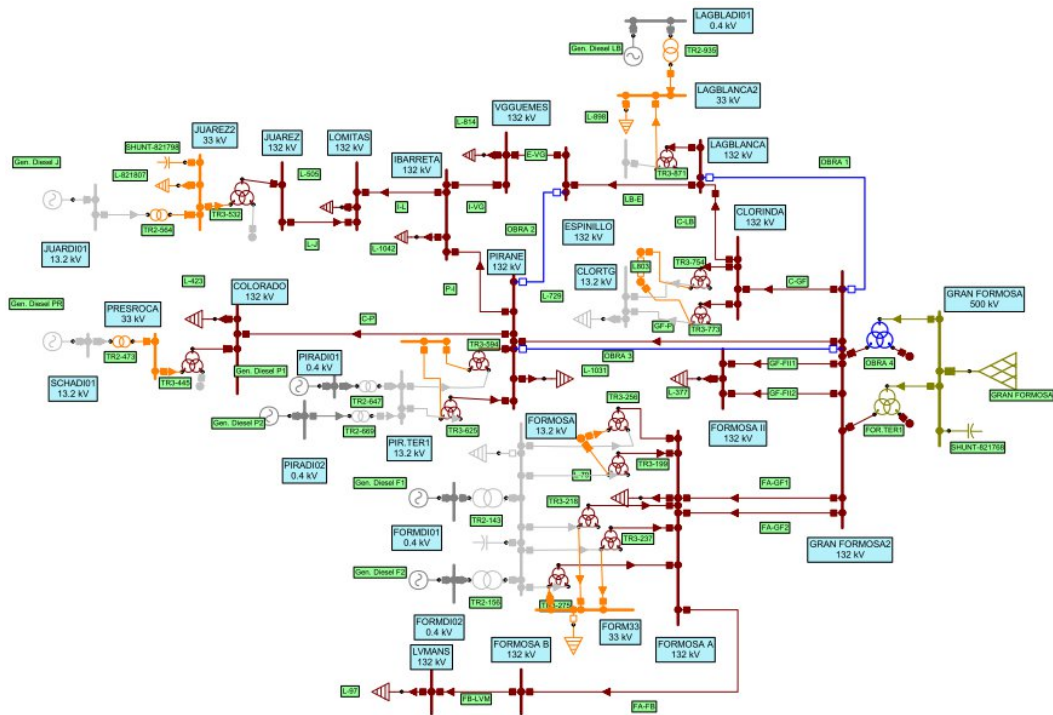 LAGBLADI01
0.4 kV
Gen. Diesel LB
TR2-935
LAGBLANCA2
33 kV
L-898
L-814
VGGUEMES
132 kV
JUAREZ2
33 kV
JUAREZ
132 kV
LOMITAS
132 kV
SHUNT-821798
Gen. Diesel J
L-505
IBARRETA
132 kV
E-VG
LAGBLANCA
132 kV
OBRA 1
L-821807
TR3-871
LB-E
I-L
I-VG
OBRA 2
C-LB
CLORINDA
132 kV
TR3-532
TR2-564
JUARDI01
13.2 kV
L-J
L-1042
ESPINILLO
132 kV
PIRANE
132 kV
CLORTG
13.2 kV
L803
TR3-754
C-GF
GRAN FORMOSA
500 kV
L-423
COLORADO
132 kV
P-I
L-729
Gen. Diesel PR
PRESROCA
33 kV
C-P
GF-PI
TR3-773
TR3-594
OBRA 3
OBRA 4
TR2-473
PIRADI01
0.4 kV
SCHADI01
13.2 kV
TR3-445
Gen. Diesel P1
L-1031
GF-FII1
GRAN FORMOSA
TR2-647
TR3-256
L-377
GF-FII2
Gen. Diesel P2
TR2-669
TR3-625
FORMOSA
13.2 kV
FORMOSA II
132 kV
FOR.TER1
PIR.TER1
13.2 kV
SHUNT-821768
PIRADI02
0.4 kV
TR3-199
L-79
Gen. Diesel F1
TR3-218
FA-GF1
TR2-143
FORMDI01
0.4 kV
TR3-237
FA-GF2
GRAN FORMOSA2
132 kV
Gen. Diesel F2
TR2-156
TR3-275
FORMDI02
0.4 kV
FORM33
33 kV
FORMOSA A
132 kV
LVMANS
132 kV
FORMOSA B
132 kV
L-97
FB-LVM
FA-FB